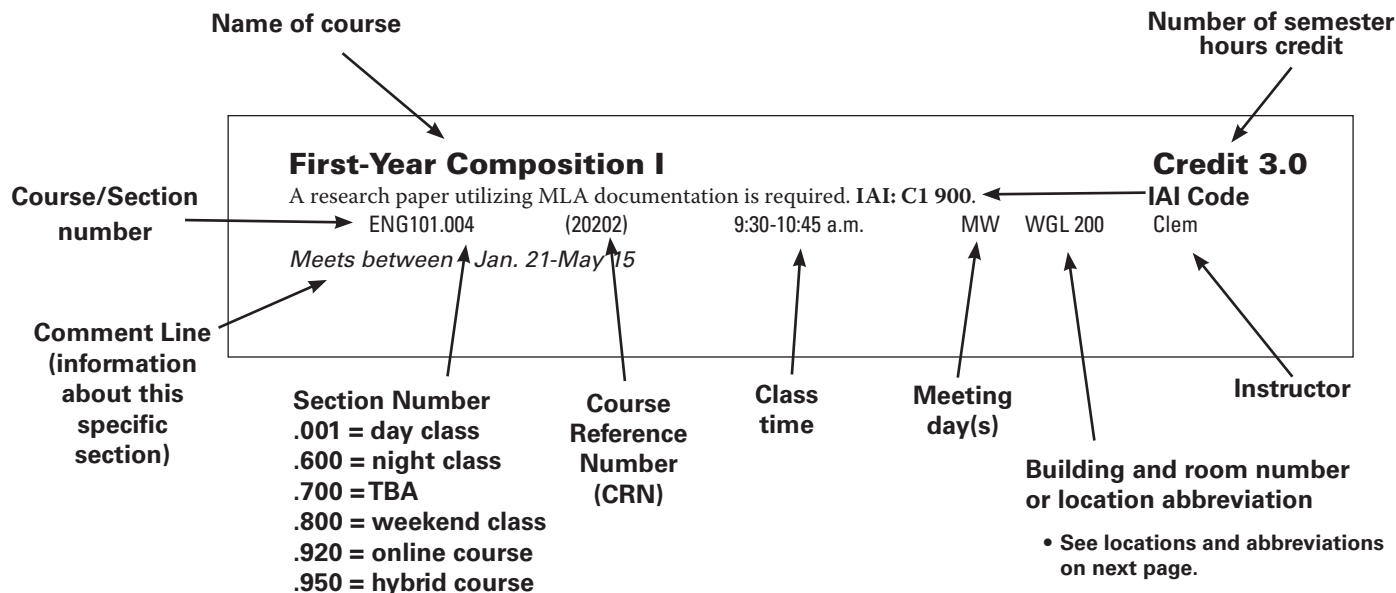 Name of course
Number of semester
hours credit
First-Year Composition I
Credit 3.0
A research paper utilizing MLA documentation is required. IAI: C1 900.
IAI Code
Course/Section
number
ENG101.004 (20202) 9:30-10:45 a.m. MW WGL 200 Clem
Meets between Jan. 21-May 15
Comment Line
(information
about this
specific
section)
Section Number
.001 = day class
.600 = night class
.700 = TBA
.800 = weekend class
.920 = online course
.950 = hybrid course
Course
Reference
Number
(CRN)
Class
time
Meeting
day(s)
Building and room number
or location abbreviation
• See locations and abbreviations
on next page.
Instructor